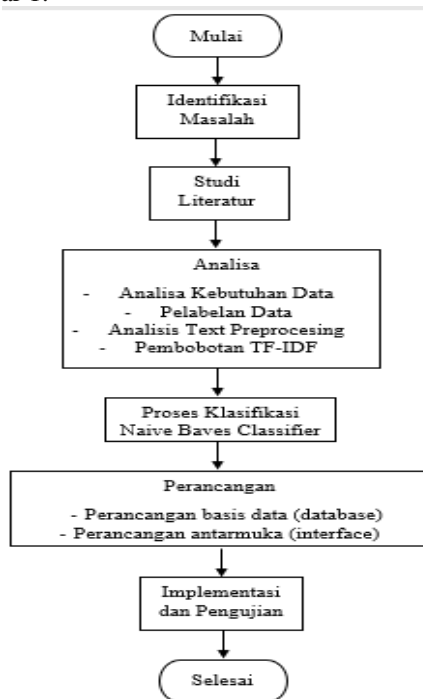 Mulai
Identifikasi
Masalah
Studi
Literatur
Analisa
- Analisa Kebutuhan Data
- Pelabelan Data
- Analisis Text Preprocesing
- Pembobotan TF-IDF
Proses Klasifikasi
Naive Baves Classifier
Perancangan
- Perancangan basis data (database)
- Perancangan antarmuka (interface)
Implementasi
dan Pengujian
Selesai